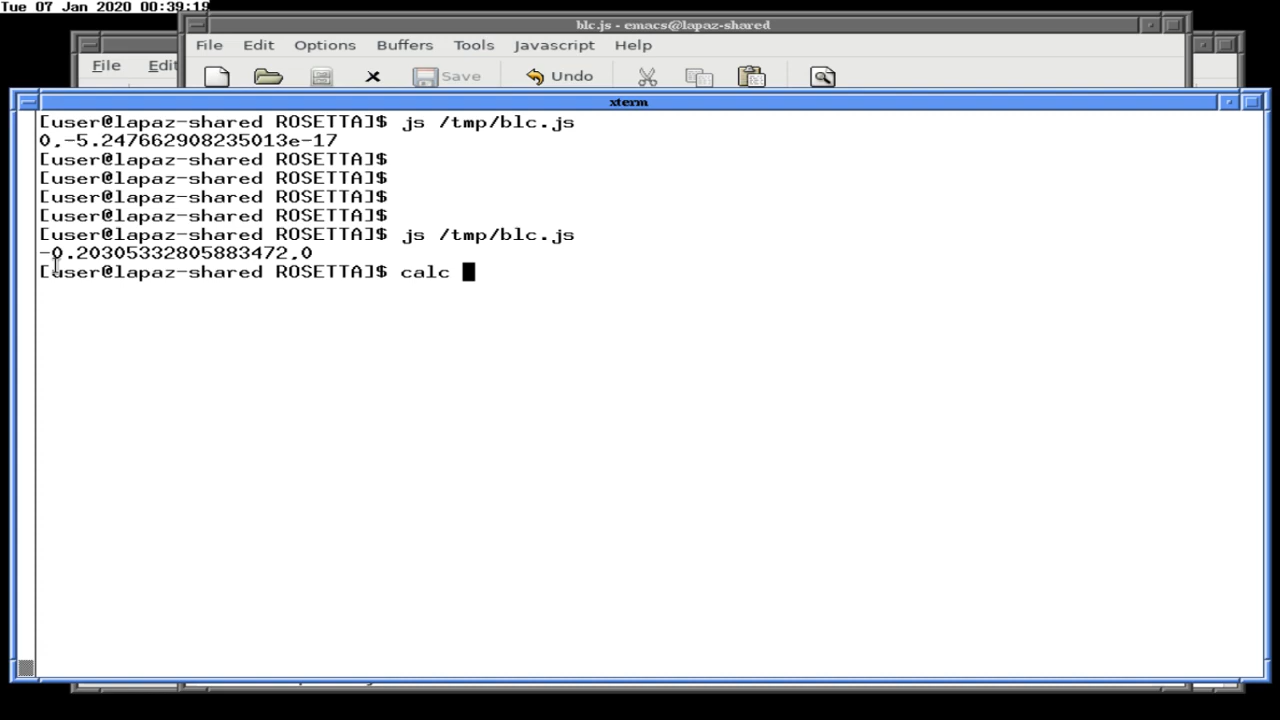 Tue 07 Jan 2020 00:39:19
blc.js - emacs@lapaz-shared
File Edit Options Buffers Tools Javascript Help
File Edit
Save Undo
xterm
[user@lapaz-shared ROSETTA]$ js /tmp/blc.js
0,-5.247662908235013e-17
[user@lapaz-shared ROSETTA]$
[user@lapaz-shared ROSETTA]$
[user@lapaz-shared ROSETTA]$
[user@lapaz-shared ROSETTA]$
[user@lapaz-shared ROSETTA]$ js /tmp/blc.js
-0.20305332805883472,0
[user@lapaz-shared ROSETTA]$ calc